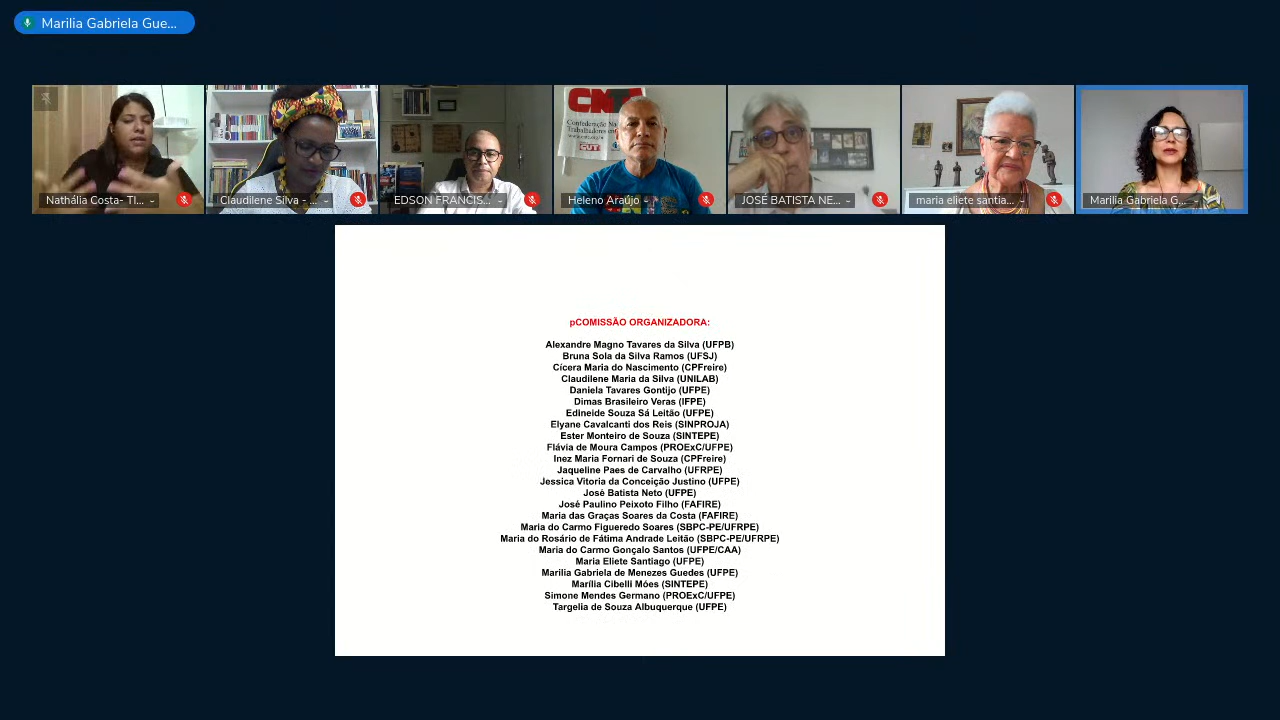 Marilia Gabriela Gue...
CUT
Nathália Costa- TI...
Claudilene Silva - ...
EDSON FRANCIS...
Heleno Araújo
JOSÉ BATISTA NE...
maria eliete santia...
Marilia Gabriela G...
pCOMISSÃO ORGANIZADORA:
Alexandre Magno Tavares da Silva (UFPB)
Bruna Sola da Silva Ramos (UFSJ)
Cícera Maria do Nascimento (CPFreire)
Claudilene Maria da Silva (UNILAB)
Daniela Tavares Gontijo (UFPE)
Dimas Brasileiro Veras (IFPE)
Edineide Souza Sá Leitão (UFPE)
Elyane Cavalcanti dos Reis (SINPROJA)
Ester Monteiro de Souza (SINTEPE)
Flávia de Moura Campos (PROExC/UFPE)
Inez Maria Fornari de Souza (CPFreire)
Jaqueline Paes de Carvalho (UFRPE)
Jessica Vitoria da Conceição Justino (UFPE)
José Batista Neto (UFPE)
José Paulino Peixoto Filho (FAFIRE)
Maria das Graças Soares da Costa (FAFIRE)
Maria do Carmo Figueredo Soares (SBPC-PE/UFRPE)
Maria do Rosário de Fátima Andrade Leitão (SBPC-PE/UFRPE)
Maria do Carmo Gonçalo Santos (UFPE/CAA)
Maria Eliete Santiago (UFPE)
Marilia Gabriela de Menezes Guedes (UFPE)
Marília Cibelli Móes (SINTEPE)
Simone Mendes Germano (PROExC/UFPE)
Targelia de Souza Albuquerque (UFPE)